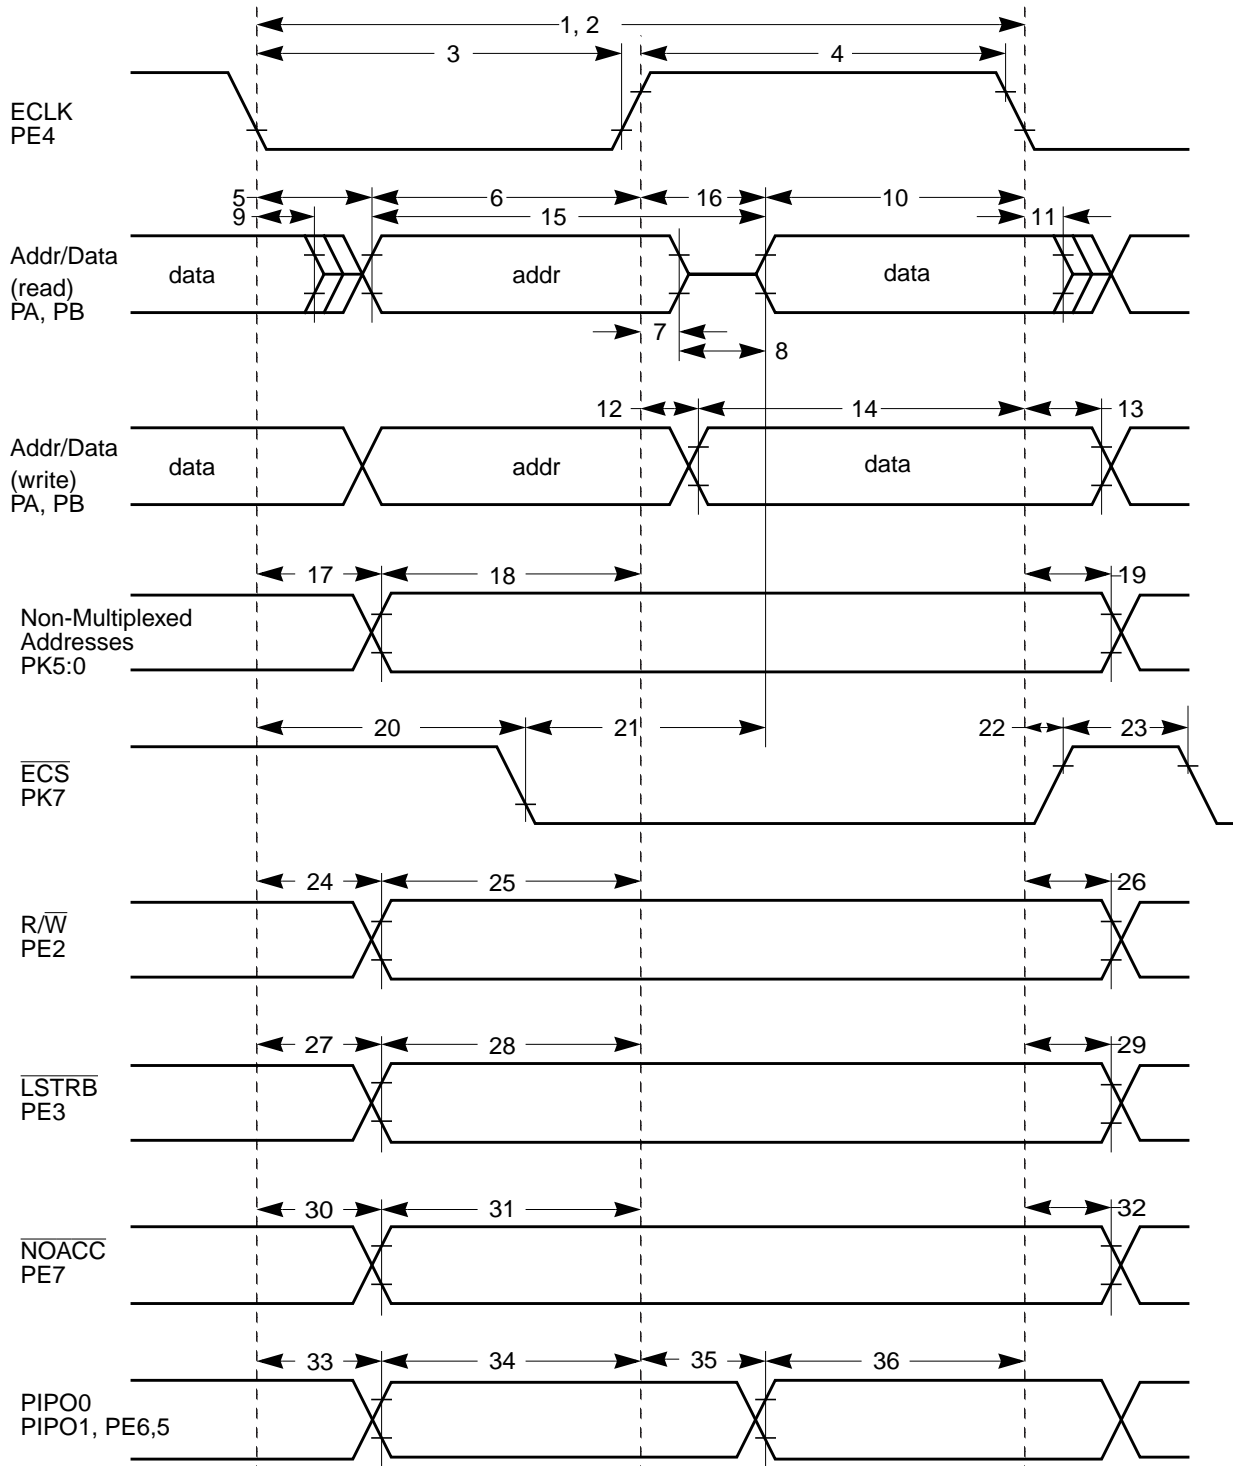 1, 2
3
4
ECLK
PE4
5
6
16
10
9
15
11
Addr/Data
(read)
PA, PB
data
addr
data
7
8
12
14
13
Addr/Data
(write)
PA, PB
data
addr
data
17
18
19
Non-Multiplexed
Addresses
PK5:0
20
21
22
23
ECS
PK7
24
25
26
R/W
PE2
27
28
29
LSTRB
PE3
30
31
32
NOACC
PE7
33
34
35
36
PIPO0
PIPO1, PE6,5